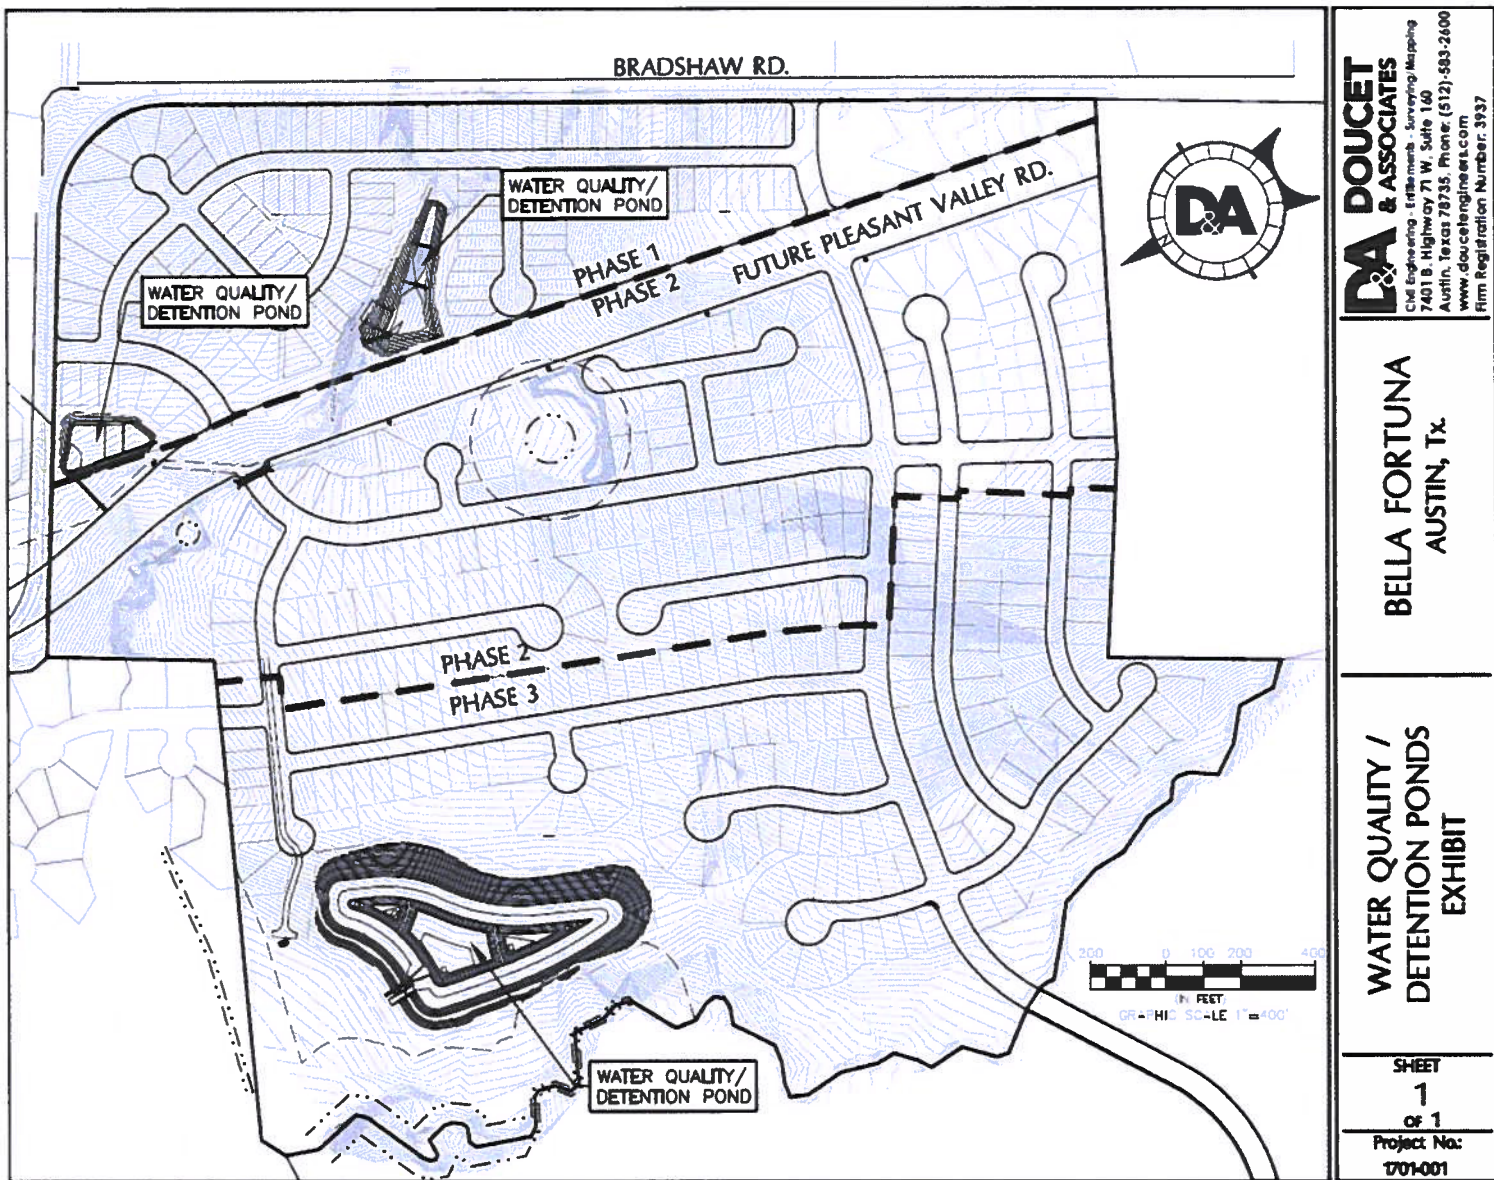 BRADSHAW RD.
WATER QUALITY/
DETENTION POND
WATER QUALITY/
DETENTION POND
PHASE 1
PHASE 2
FUTURE PLEASANT VALLEY RD.
PHASE 2
PHASE 3
WATER QUALITY/
DETENTION POND
D&A
N
200 0 100 200 400
(IN FEET)
1"=400'
D&A DOUCET
& ASSOCIATES
Civil Engineering - Entitlements - Surveying/Mapping
7401 B. Highway 71 W, Suite 160
Austin, Texas 78735, Phone: (512)-583-2600
www.doucetengineers.com
Firm Registration Number: 3937
BELLA FORTUNA
AUSTIN, Tx.
WATER QUALITY /
DETENTION PONDS
EXHIBIT
SHEET
1
OF 1
Project No.:
1701-001